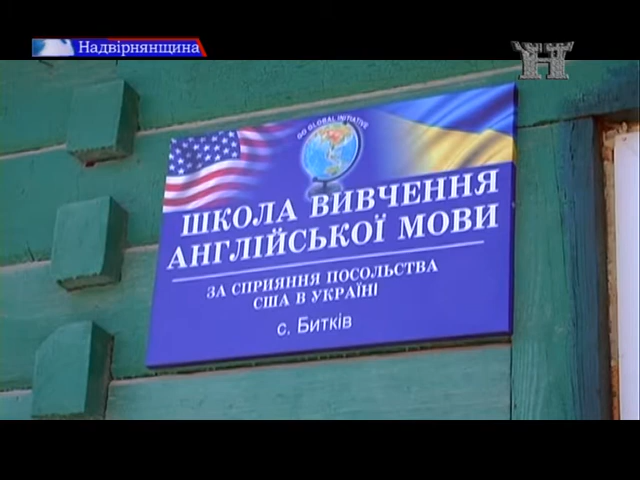 Надвірнянщина
Н
GO GLOBAL INITIATIVE
ШКОЛА ВИВЧЕННЯ
АНГЛІЙСЬКОЇ МОВИ
ЗА СПРИЯННЯ ПОСОЛЬСТВА
США В УКРАЇНІ
с. Битків